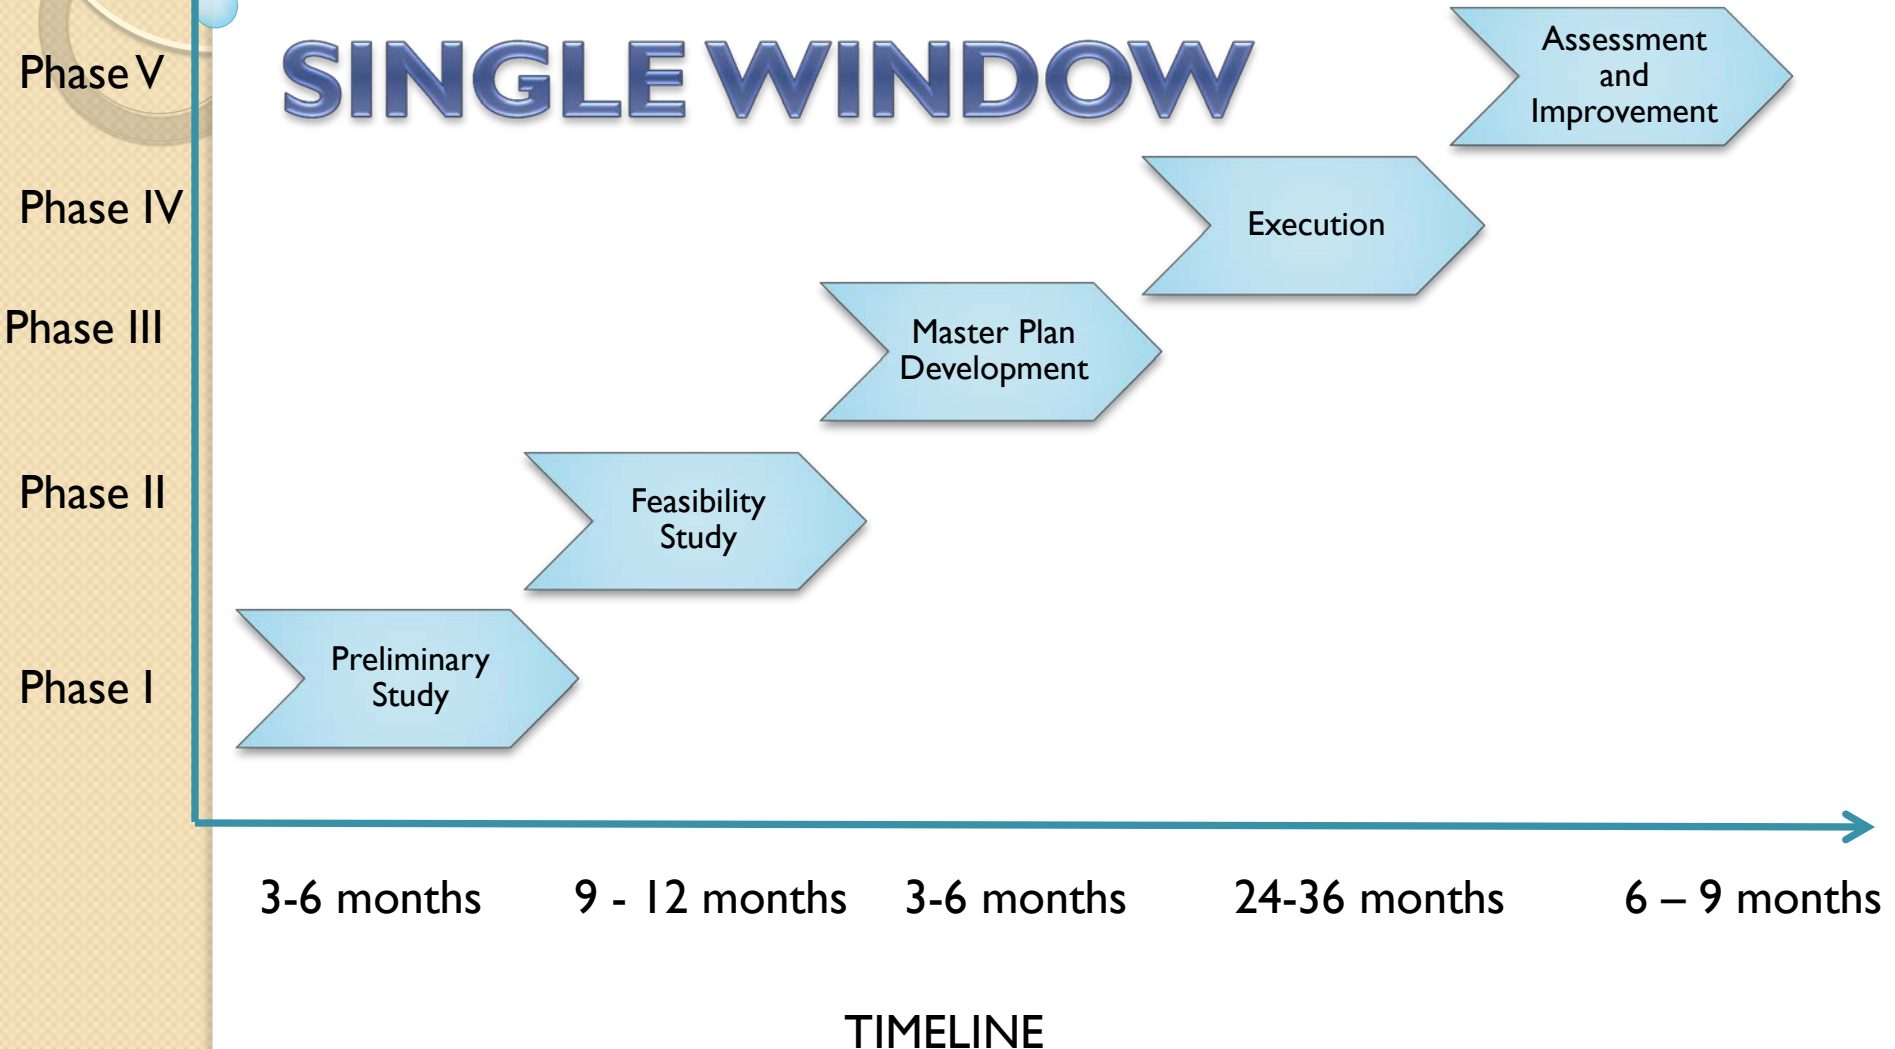 SINGLE WINDOW
Phase V
Assessment
and
Improvement
Phase IV
Execution
Phase III
Master Plan
Development
Phase II
Feasibility
Study
Phase I
Preliminary
Study
3-6 months
9 - 12 months
3-6 months
24-36 months
6 – 9 months
TIMELINE